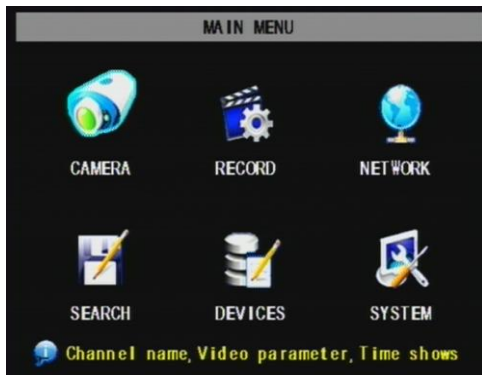 MAIN MENU
CAMERA RECORD NETWORK
SEARCH DEVICES SYSTEM
Channel name, Video parameter, Time shows